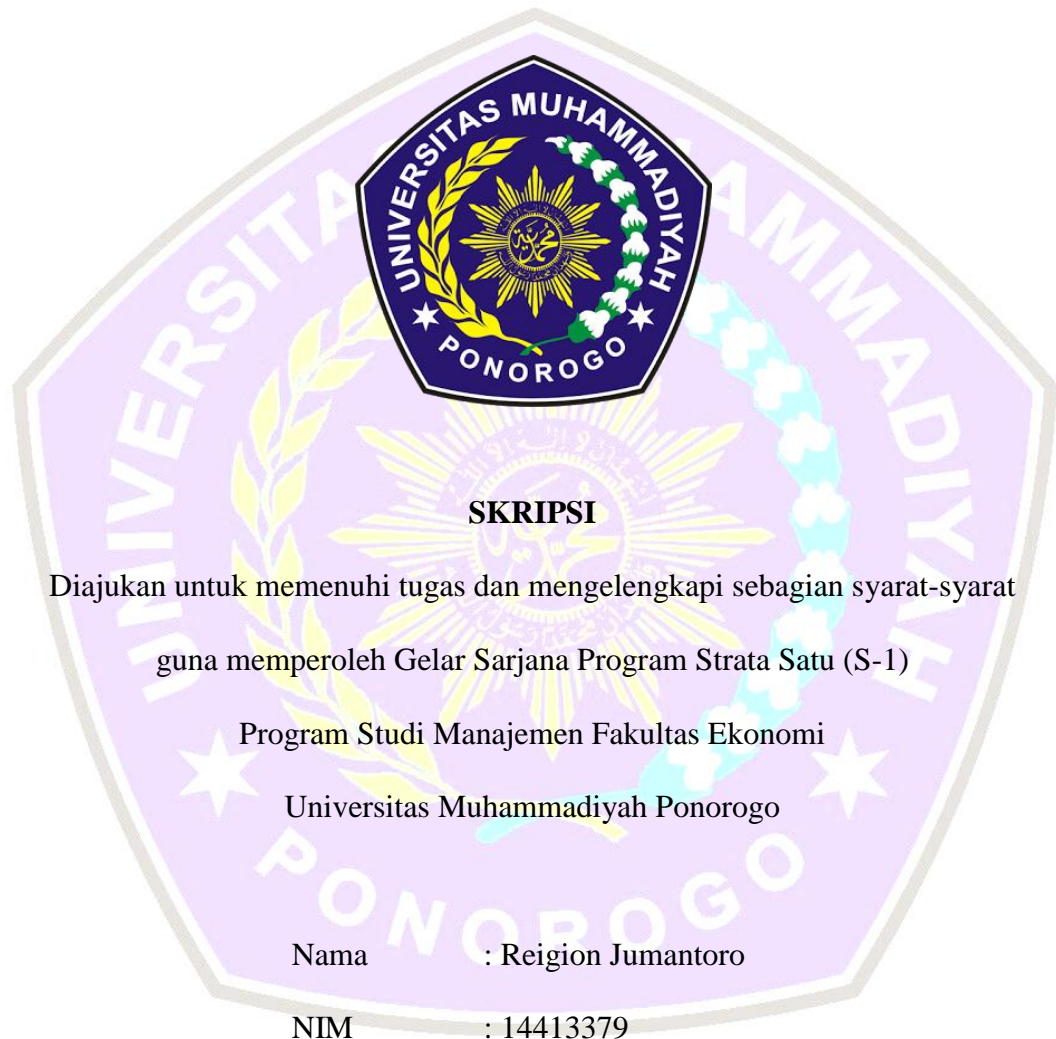 UNIVERSITAS MUHAMMADIYAH
PONOROGO
SKRIPSI
Diajukan untuk memenuhi tugas dan mengelengkapi sebagian syarat-syarat
guna memperoleh Gelar Sarjana Program Strata Satu (S-1)
Program Studi Manajemen Fakultas Ekonomi
Universitas Muhammadiyah Ponorogo
Nama : Reigion Jumantoro
NIM : 14413379